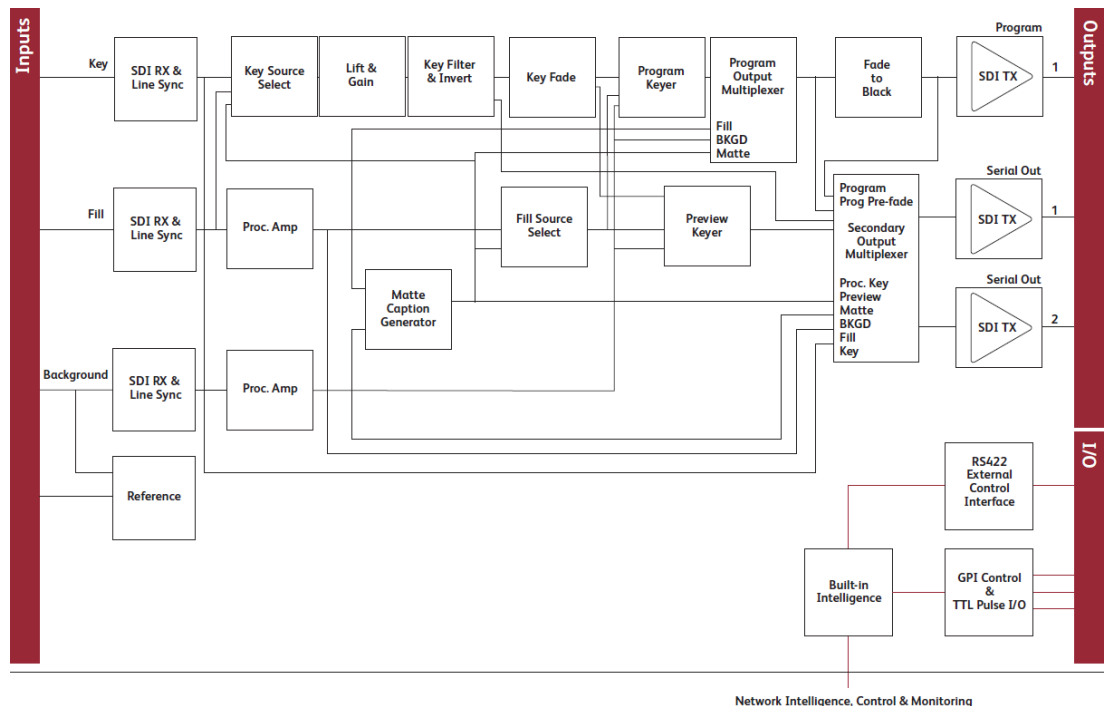 Inputs
Outputs
I/O
Key
SDI RX &
Line Sync
Key Source
Select
Lift &
Gain
Key Filter
& Invert
Key Fade
Program
Keyer
Program
Output
Multiplexer
Fill
BKGD
Matte
Fade
to
Black
Program
SDI TX
1
Fill
SDI RX &
Line Sync
Proc. Amp
Fill Source
Select
Preview
Keyer
Program
Prog Pre-fade
Secondary
Output
Multiplexer
Proc. Key
Preview
Matte
BKGD
Fill
Key
Serial Out
SDI TX
1
Serial Out
SDI TX
2
Matte
Caption
Generator
Background
SDI RX &
Line Sync
Proc. Amp
Reference
RS422
External
Control
Interface
Built-in
Intelligence
GPI Control
&
TTL Pulse I/O
Network Intelligence, Control & Monitoring